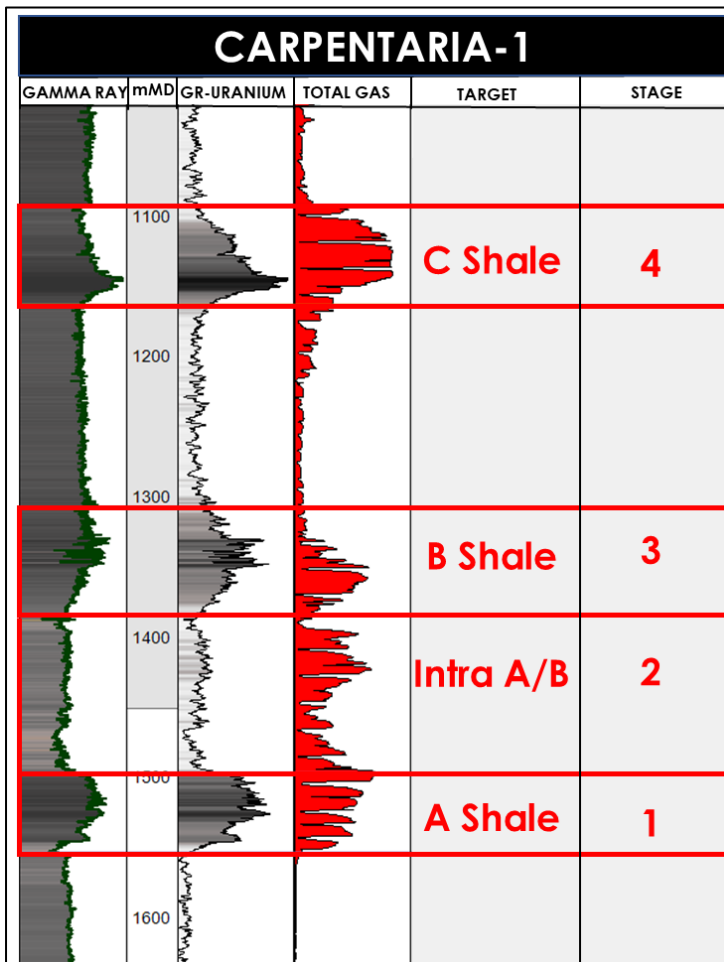 CARPENTARIA-1
GAMMA RAY mMD GR-URANIUM TOTAL GAS TARGET STAGE
1100
C Shale 4
1200
1300
B Shale 3
1400
Intra A/B 2
1500
A Shale 1
1600